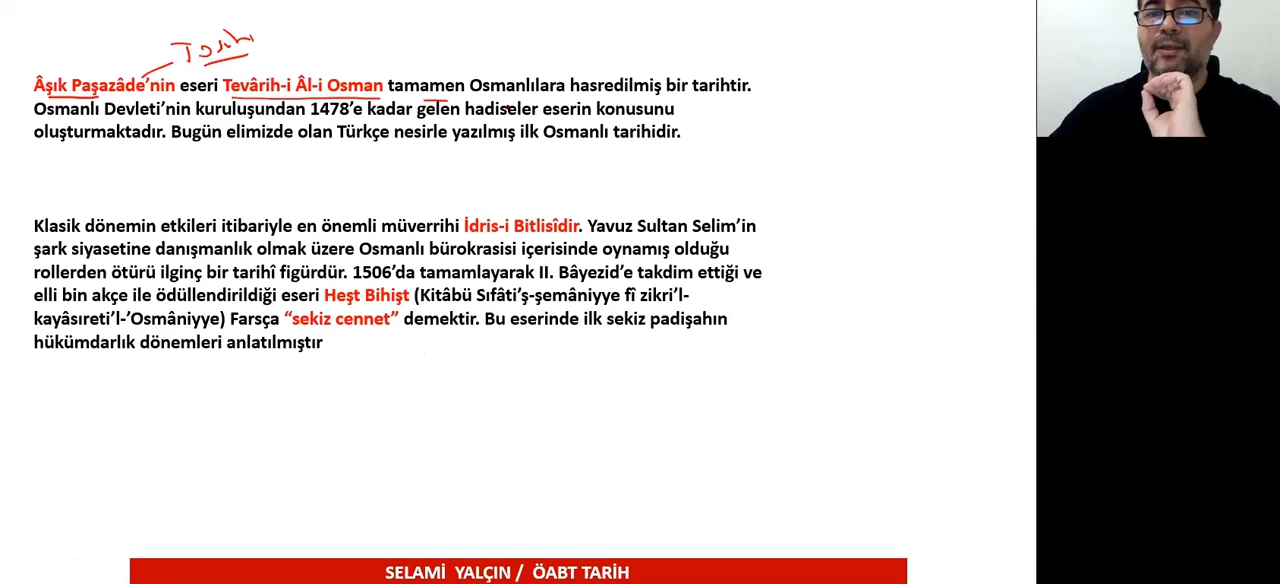 Tarihi
Âşık Paşazâde’nin eseri Tevârih-i Âl-i Osman tamamen Osmanlılara hasredilmiş bir tarihtir.
Osmanlı Devleti’nin kuruluşundan 1478’e kadar gelen hadiseler eserin konusunu
oluşturmaktadır. Bugün elimizde olan Türkçe nesirle yazılmış ilk Osmanlı tarihidir.
Klasik dönemin etkileri itibariyle en önemli müverrihi İdris-i Bitlisîdir. Yavuz Sultan Selim’in
şark siyasetine danışmanlık olmak üzere Osmanlı bürokrasisi içerisinde oynamış olduğu
rollerden ötürü ilginç bir tarihî figürdür. 1506’da tamamlayarak II. Bâyezid’e takdim ettiği ve
elli bin akçe ile ödüllendirildiği eseri Heşt Bihişt (Kitâbü Sıfâti’ş-şemâniyye fî zikri’l-
kayâsıreti’l-’Osmâniyye) Farsça “sekiz cennet” demektir. Bu eserinde ilk sekiz padişahın
hükümdarlık dönemleri anlatılmıştır
SELAMİ YALÇIN / ÖABT TARİH